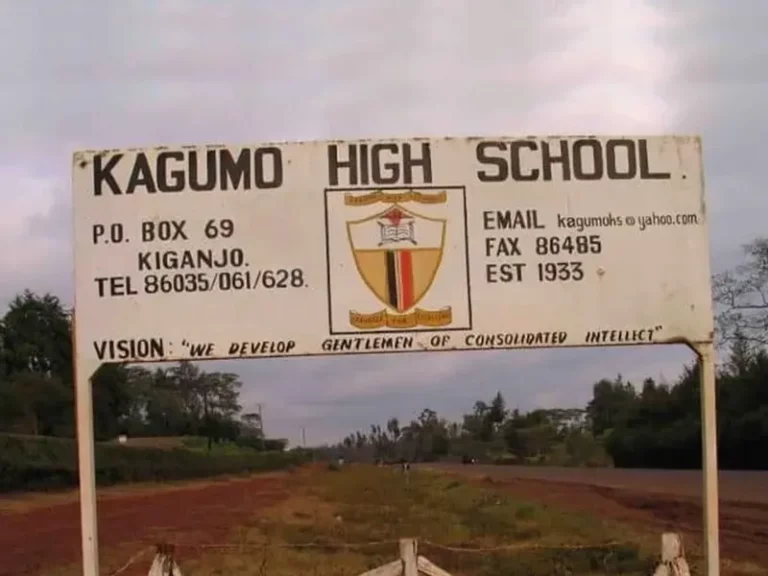 KAGUMO HIGH SCHOOL.
P.O. BOX 69
KIGANJO.
TEL 86035/061/628.
EMAIL kagumohs@yahoo.com
FAX 86485
EST 1933
VISION: "WE DEVELOP GENTLEMEN OF CONSOLIDATED INTELLECT"